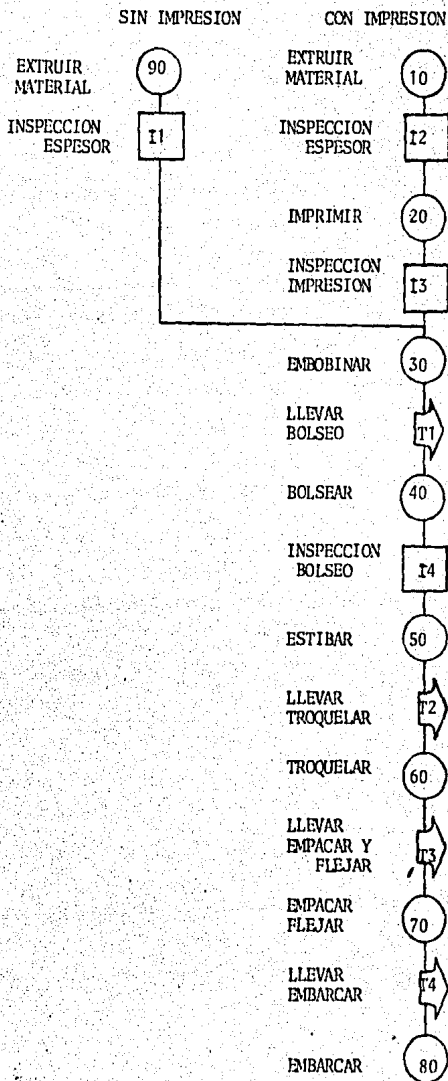 SIN IMPRESION
CON IMPRESION
EXTRUIR
MATERIAL
90
EXTRUIR
MATERIAL
10
INSPECCION
ESPESOR
I1
INSPECCION
ESPESOR
I2
IMPRIMIR
20
INSPECCION
IMPRESION
I3
EMBOBINAR
30
LLEVAR
BOLSEO
T1
BOLSEAR
40
INSPECCION
BOLSEO
I4
ESTIBAR
50
LLEVAR
TROQUELAR
T2
TROQUELAR
60
LLEVAR
EMPACAR Y
FLEJAR
T3
EMPACAR
FLEJAR
70
LLEVAR
EMBARCAR
T4
EMBARCAR
80